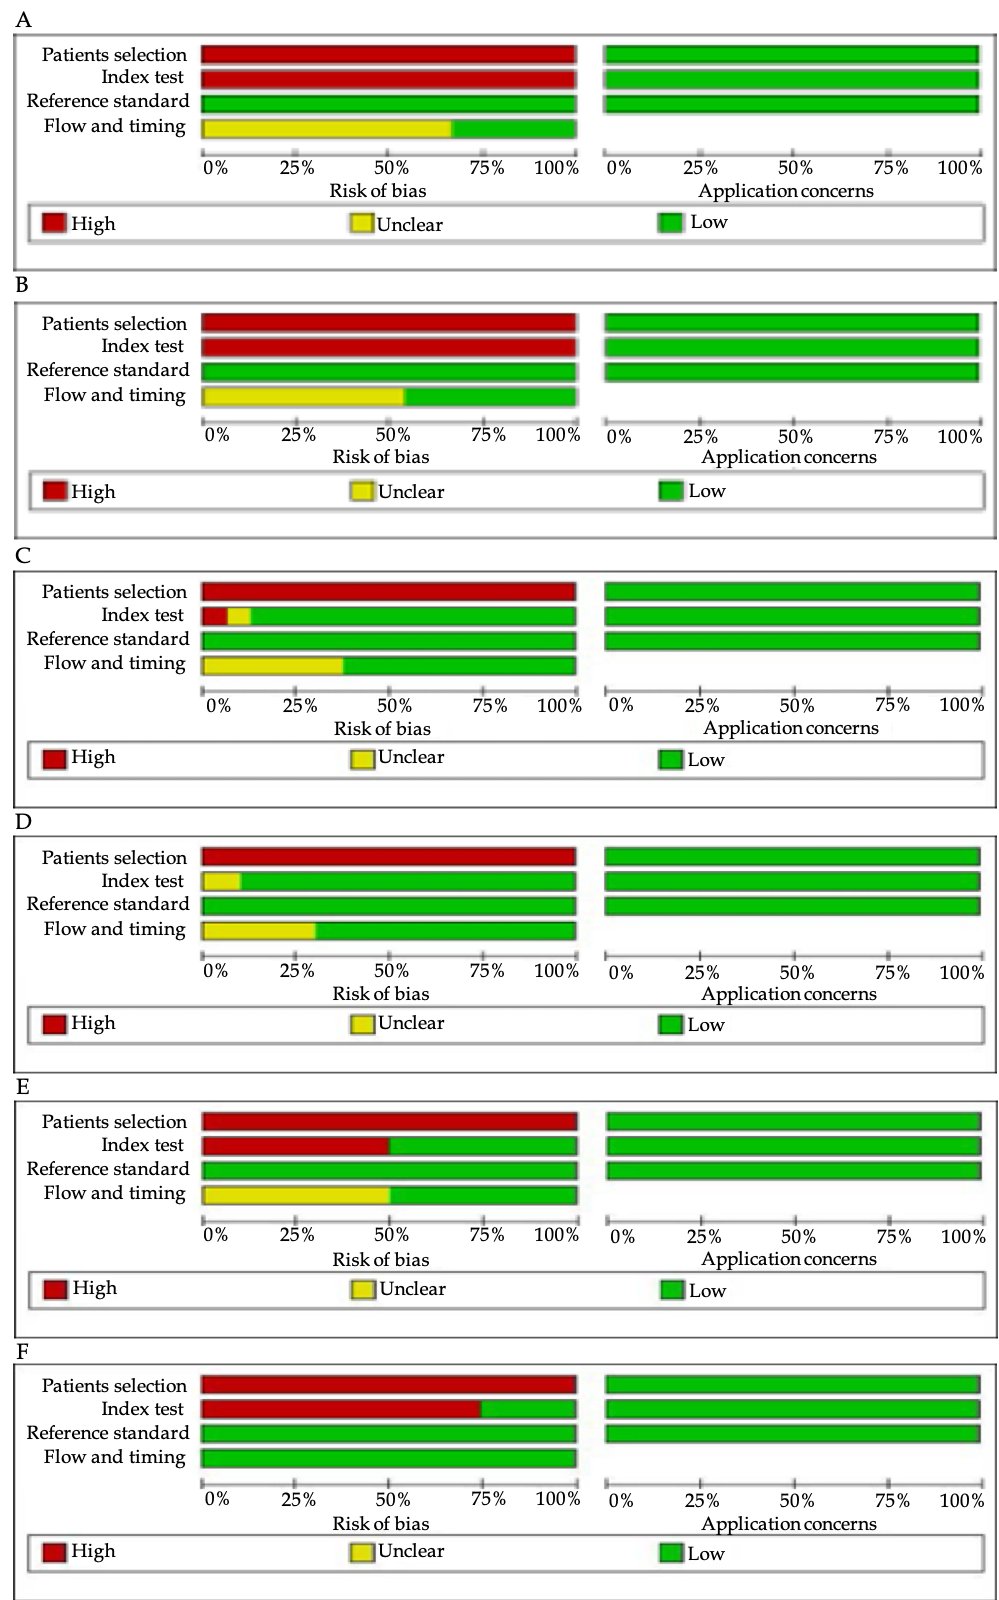 A
Patients selection
Index test
Reference standard
Flow and timing
0% 25% 50% 75% 100% 0% 25% 50% 75% 100%
Risk of bias Application concerns
High Unclear Low
B
Patients selection
Index test
Reference standard
Flow and timing
0% 25% 50% 75% 100% 0% 25% 50% 75% 100%
Risk of bias Application concerns
High Unclear Low
C
Patients selection
Index test
Reference standard
Flow and timing
0% 25% 50% 75% 100% 0% 25% 50% 75% 100%
Risk of bias Application concerns
High Unclear Low
D
Patients selection
Index test
Reference standard
Flow and timing
0% 25% 50% 75% 100% 0% 25% 50% 75% 100%
Risk of bias Application concerns
High Unclear Low
E
Patients selection
Index test
Reference standard
Flow and timing
0% 25% 50% 75% 100% 0% 25% 50% 75% 100%
Risk of bias Application concerns
High Unclear Low
F
Patients selection
Index test
Reference standard
Flow and timing
0% 25% 50% 75% 100% 0% 25% 50% 75% 100%
Risk of bias Application concerns
High Unclear Low